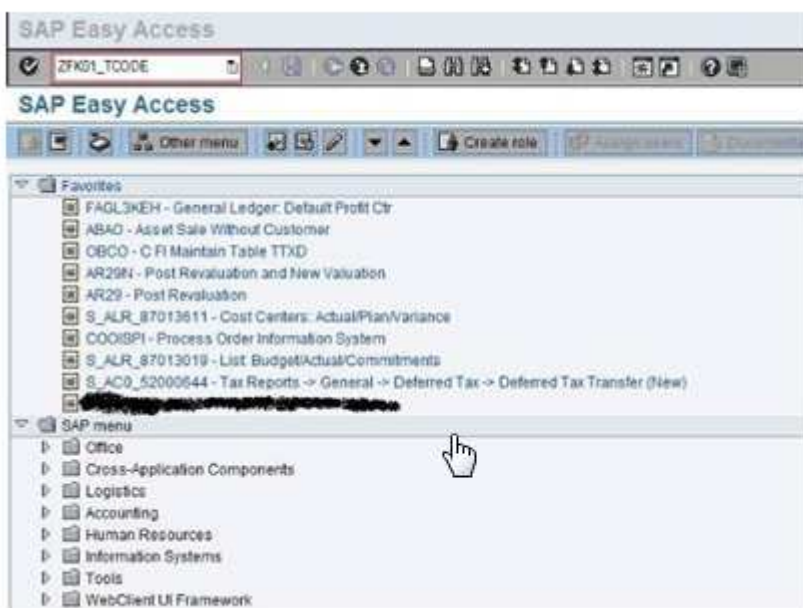 SAP Easy Access
ZFK01_TCODE
SAP Easy Access
Other menu Create role Assign users
Favorites
FAGL3KEH - General Ledger: Default Profit Ctr
ABAO - Asset Sale Without Customer
OBCO - C FI Maintain Table TTXD
AR29N - Post Revaluation and New Valuation
AR29 - Post Revaluation
S_ALR_87013611 - Cost Centers: Actual/Plan/Variance
COOISPI - Process Order Information System
S_ALR_87013019 - List: Budget/Actual/Commitments
S_AC0_52000644 - Tax Reports -> General -> Deferred Tax -> Deferred Tax Transfer (New)
SAP menu
Office
Cross-Application Components
Logistics
Accounting
Human Resources
Information Systems
Tools
WebClient UI Framework